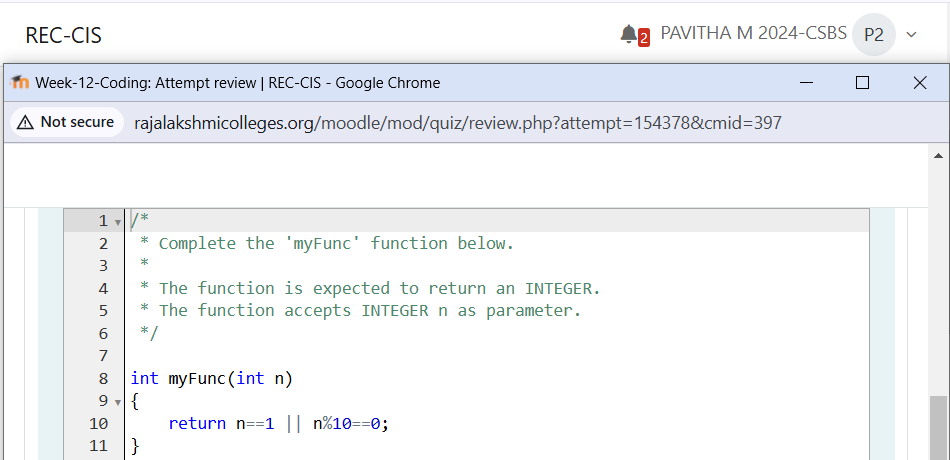 REC-CIS
2 PAVITHA M 2024-CSBS P2
Week-12-Coding: Attempt review | REC-CIS - Google Chrome
Not secure rajalakshmicolleges.org/moodle/mod/quiz/review.php?attempt=154378&cmid=397
1 /*
2  * Complete the 'myFunc' function below.
3  *
4  * The function is expected to return an INTEGER.
5  * The function accepts INTEGER n as parameter.
6  */
7
8 int myFunc(int n)
9 {
10     return n==1 || n%10==0;
11 }